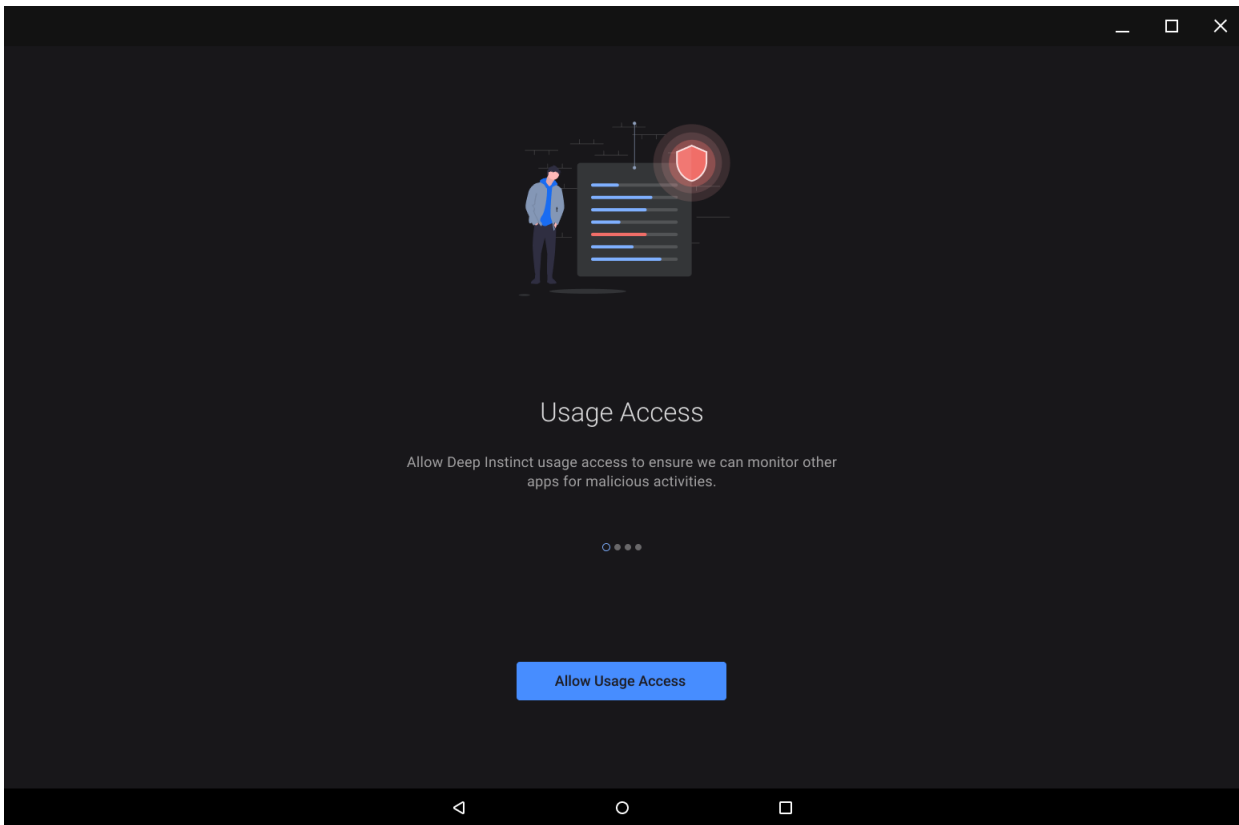 Usage Access
Allow Deep Instinct usage access to ensure we can monitor other
apps for malicious activities.
Allow Usage Access